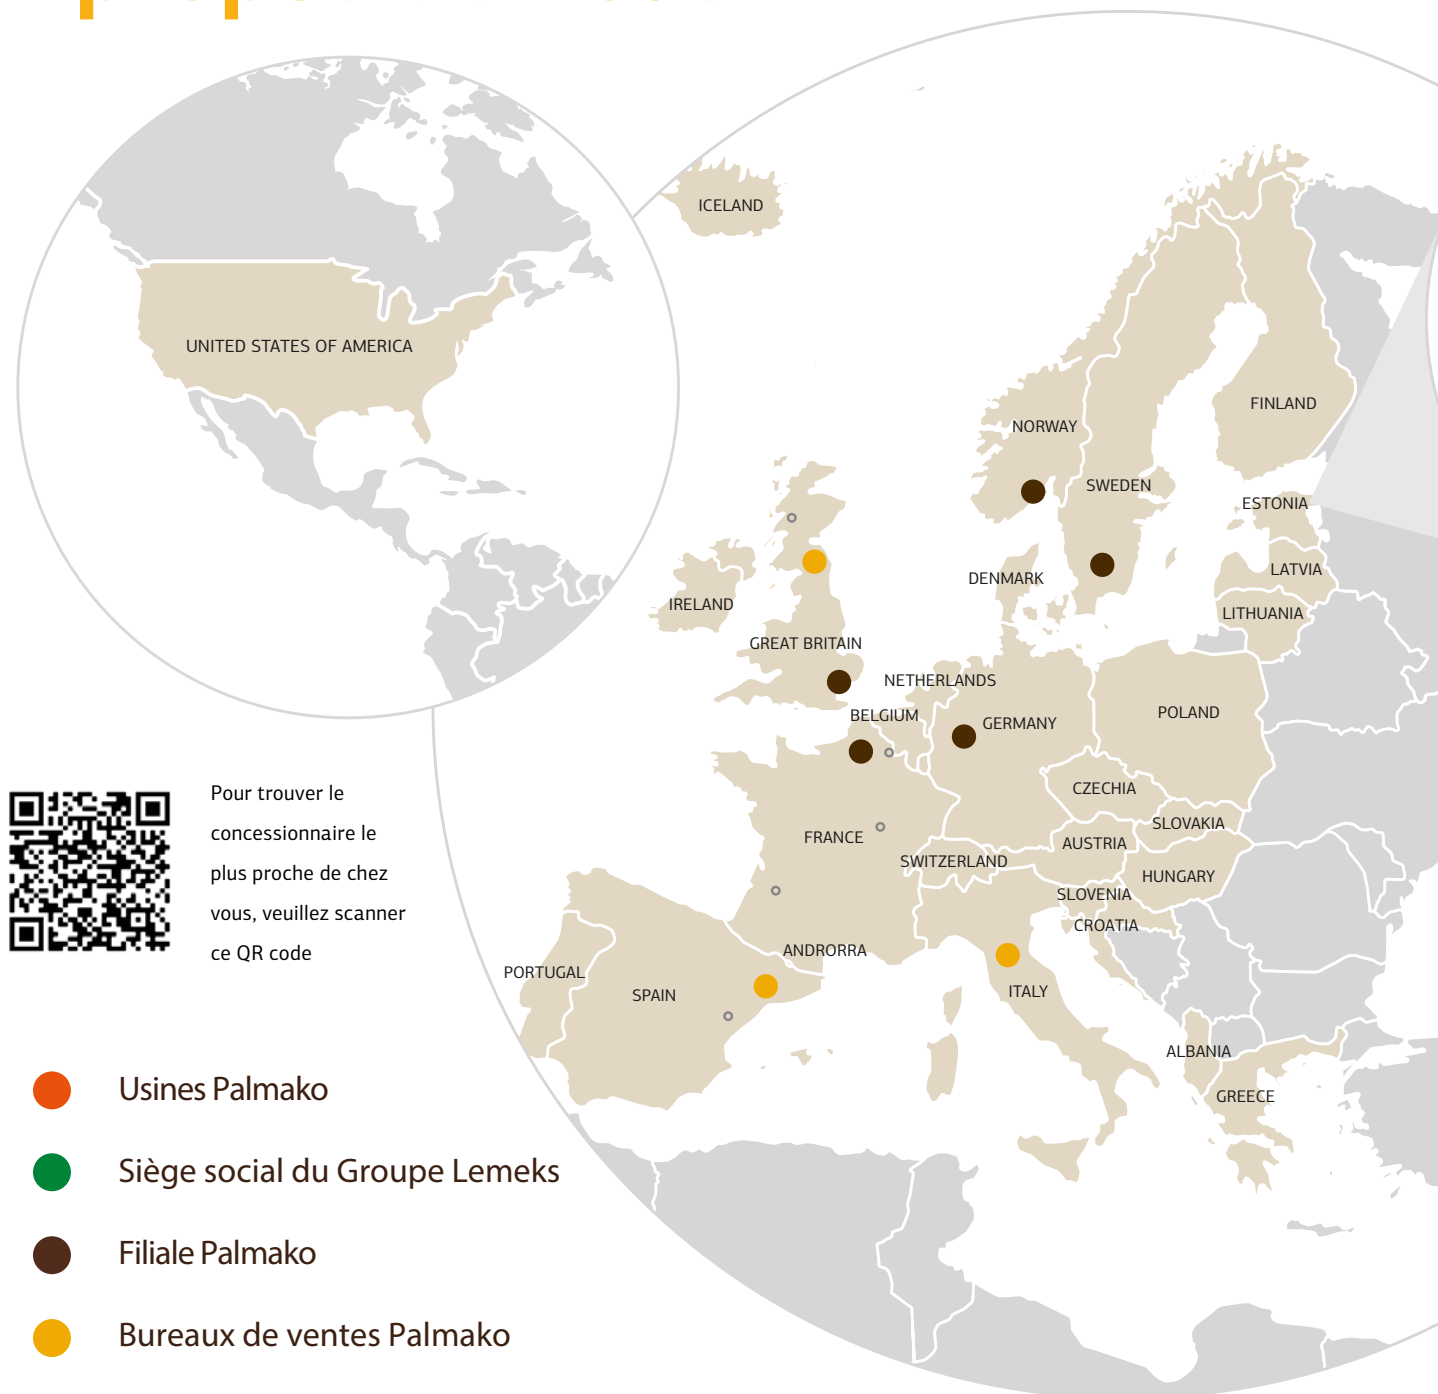 ICELAND
UNITED STATES OF AMERICA
FINLAND
NORWAY
SWEDEN
ESTONIA
DENMARK
LATVIA
IRELAND
LITHUANIA
GREAT BRITAIN
NETHERLANDS
BELGIUM
GERMANY
POLAND
CZECHIA
SLOVAKIA
FRANCE
AUSTRIA
SWITZERLAND
HUNGARY
SLOVENIA
CROATIA
ANDRORRA
PORTUGAL
SPAIN
ITALY
ALBANIA
GREECE
Pour trouver le
concessionnaire le
plus proche de chez
vous, veuillez scanner
ce QR code
Usines Palmako
Siège social du Groupe Lemeks
Filiale Palmako
Bureaux de ventes Palmako